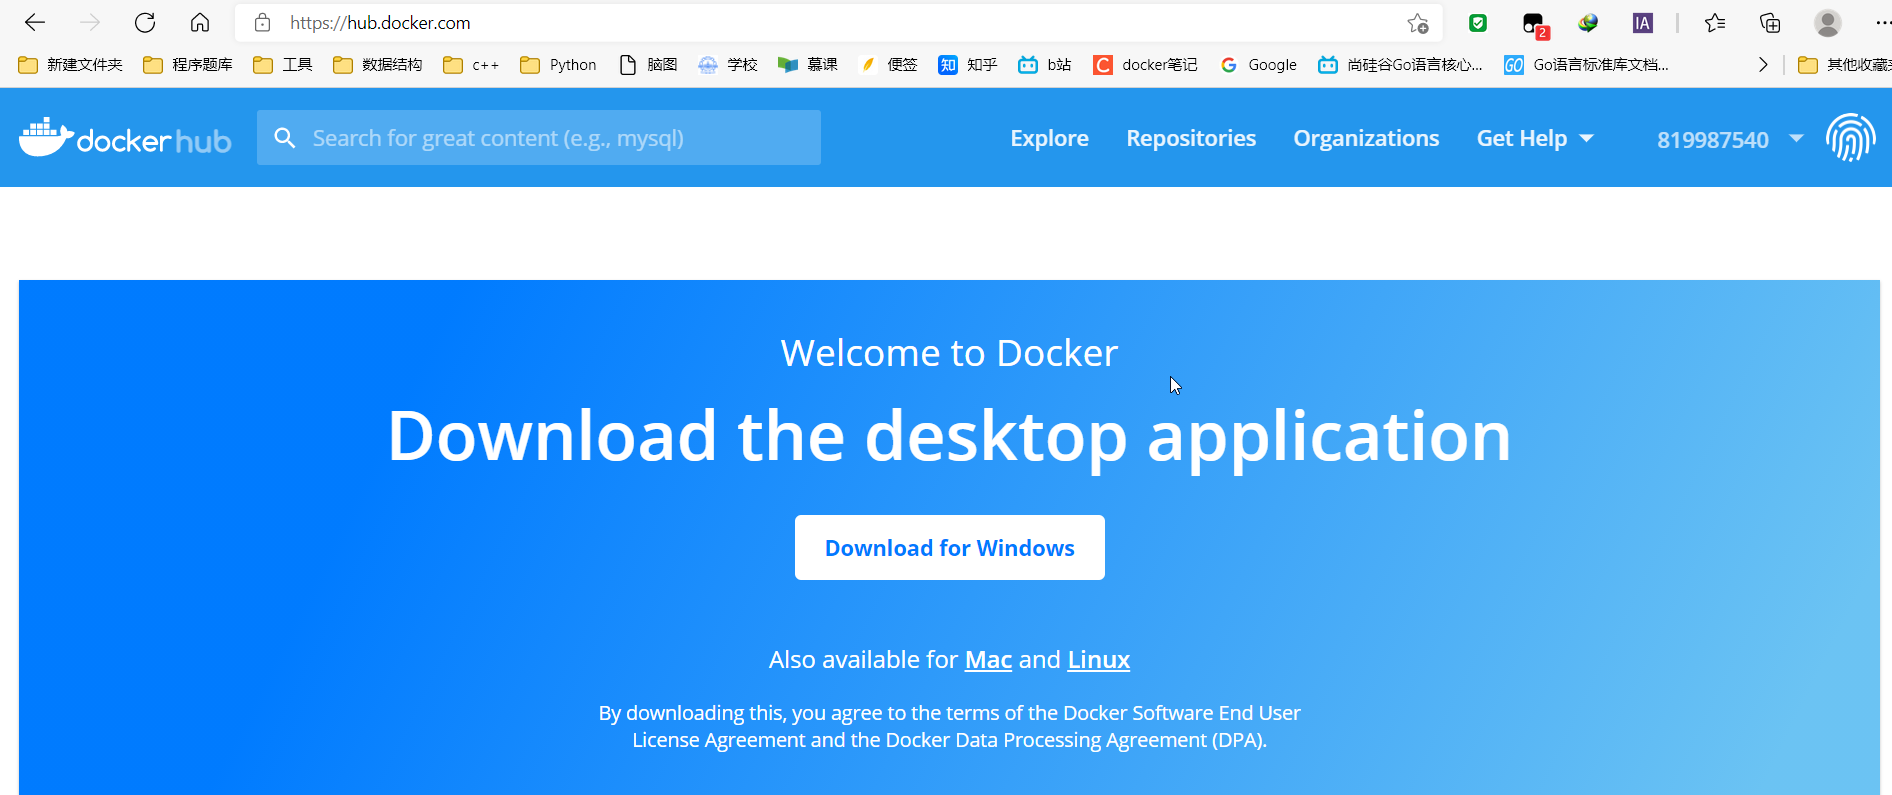 https://hub.docker.com
2
IA
新建文件夹 程序题库 工具 数据结构 c++ Python 脑图 学校 慕课 便签 知 知乎 b站 C docker笔记 G Google 尚硅谷Go语言核心... GO Go语言标准库文档... 其他收藏夹
docker hub Search for great content (e.g., mysql) Explore Repositories Organizations Get Help 819987540
Welcome to Docker
Download the desktop application
Download for Windows
Also available for Mac and Linux
By downloading this, you agree to the terms of the Docker Software End User
License Agreement and the Docker Data Processing Agreement (DPA).